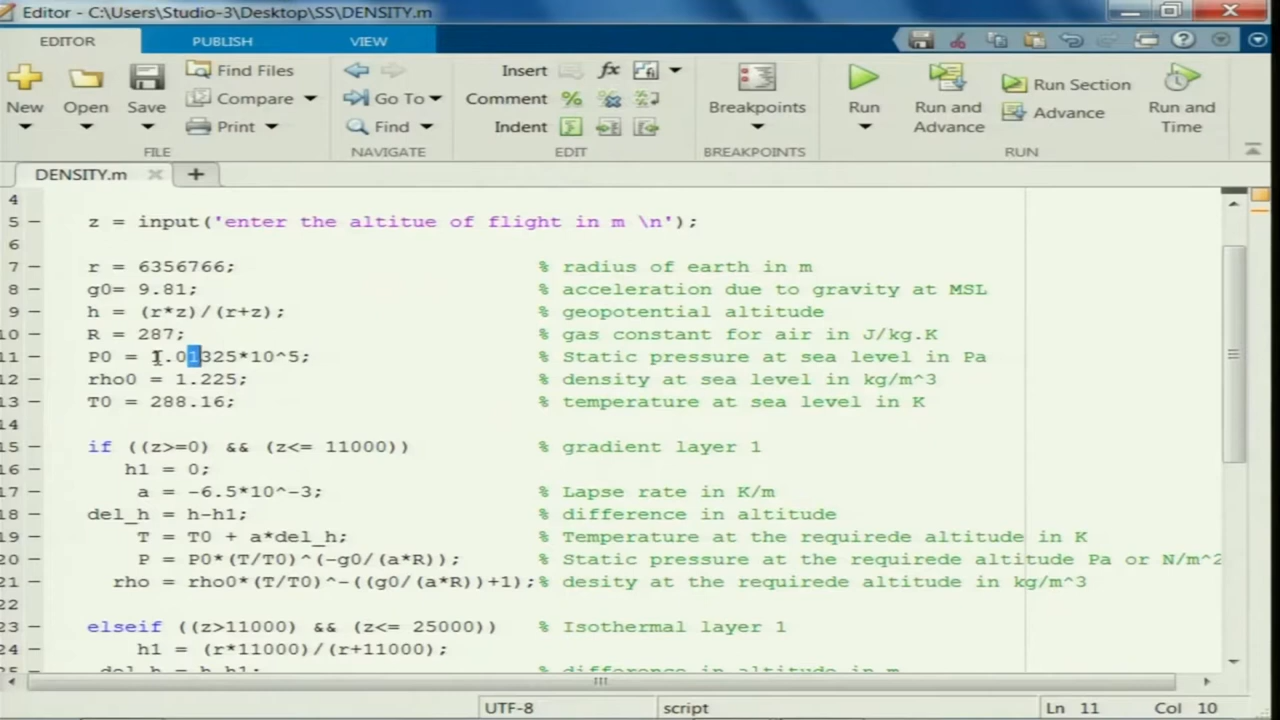 Editor - C:\Users\Studio-3\Desktop\SS\DENSITY.m
EDITOR PUBLISH VIEW
New Open Save Find Files Compare Print
FILE
Go To Find
NAVIGATE
Insert fx
Comment %
Indent
EDIT
Breakpoints
BREAKPOINTS
Run Run and Advance Run Section Advance Run and Time
RUN
DENSITY.m
4
5 — z = input('enter the altitue of flight in m \n');
6
7 — r = 6356766; % radius of earth in m
8 — g0= 9.81; % acceleration due to gravity at MSL
9 — h = (r*z)/(r+z); % geopotential altitude
10 — R = 287; % gas constant for air in J/kg.K
11 — P0 = 1.01325*10^5; % Static pressure at sea level in Pa
12 — rho0 = 1.225; % density at sea level in kg/m^3
13 — T0 = 288.16; % temperature at sea level in K
14
15 — if ((z>=0) && (z<= 11000)) % gradient layer 1
16 — h1 = 0;
17 — a = -6.5*10^-3; % Lapse rate in K/m
18 — del_h = h-h1; % difference in altitude
19 — T = T0 + a*del_h; % Temperature at the requirede altitude in K
20 — P = P0*(T/T0)^(-g0/(a*R)); % Static pressure at the requirede altitude Pa or N/m^2
21 — rho = rho0*(T/T0)^-((g0/(a*R))+1);% desity at the requirede altitude in kg/m^3
22
23 — elseif ((z>11000) && (z<= 25000)) % Isothermal layer 1
24 — h1 = (r*11000)/(r+11000);
25 — del_h = h-h1; % difference in altitude in m
UTF-8 script Ln 11 Col 10